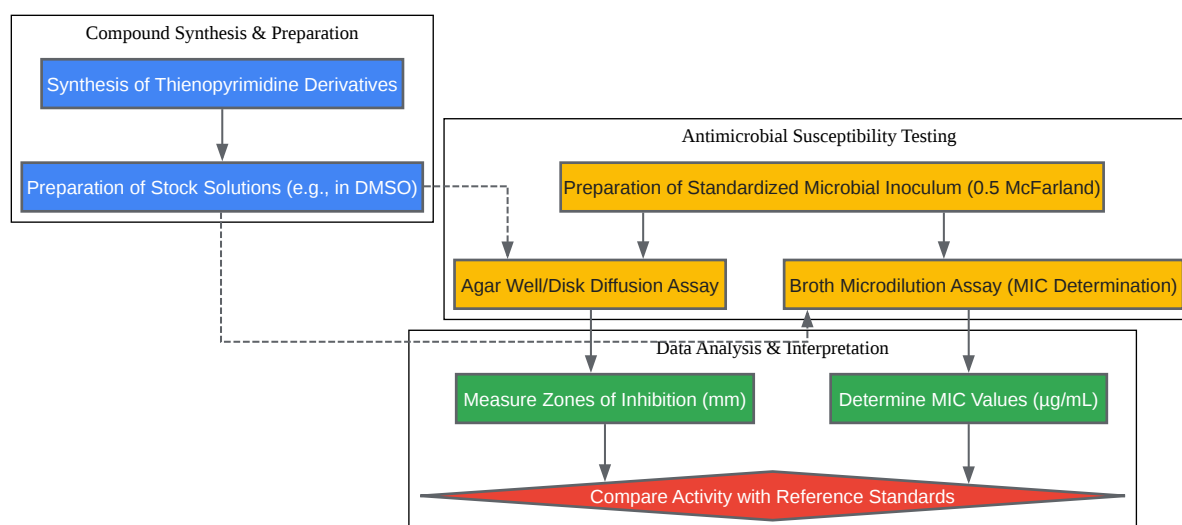 Compound Synthesis & Preparation
Synthesis of Thienopyrimidine Derivatives
Preparation of Stock Solutions (e.g., in DMSO)
Antimicrobial Susceptibility Testing
Preparation of Standardized Microbial Inoculum (0.5 McFarland)
Agar Well/Disk Diffusion Assay
Broth Microdilution Assay (MIC Determination)
Data Analysis & Interpretation
Measure Zones of Inhibition (mm)
Determine MIC Values (µg/mL)
Compare Activity with Reference Standards